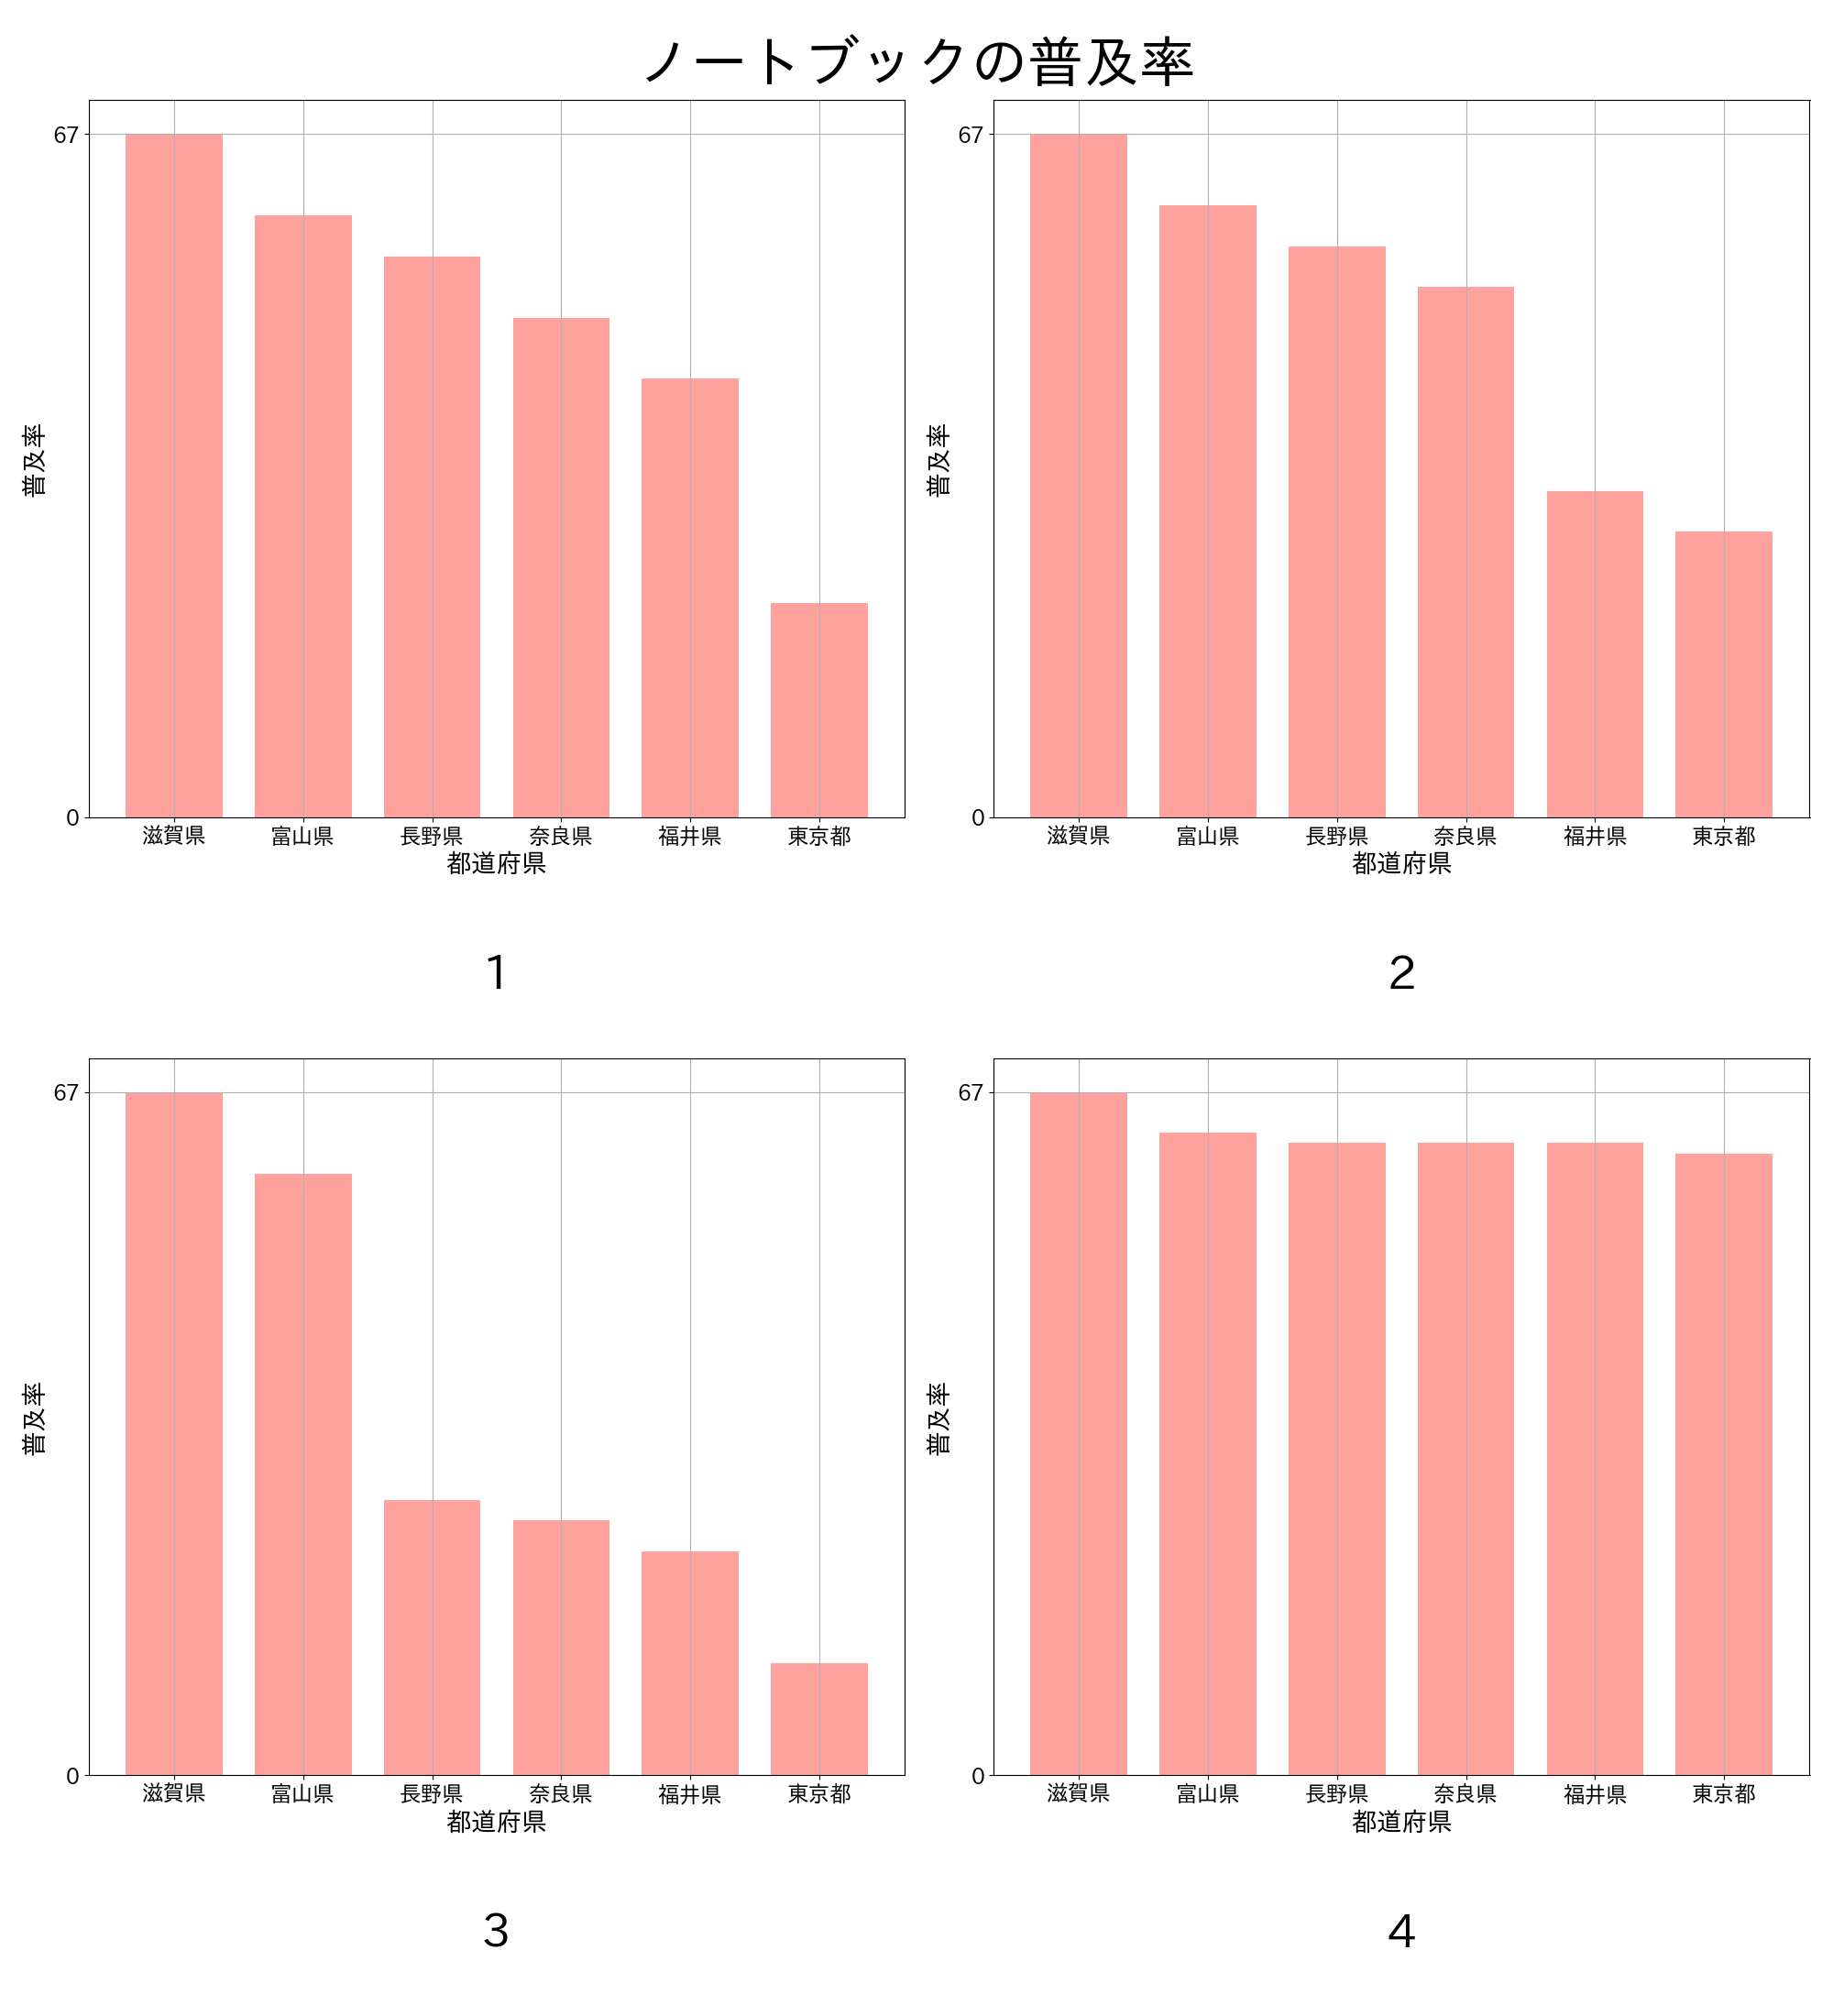 ノートブックの普及率
67
0
普及率
滋賀県 富山県 長野県 奈良県 福井県 東京都
都道府県
1
67
0
普及率
滋賀県 富山県 長野県 奈良県 福井県 東京都
都道府県
2
67
0
普及率
滋賀県 富山県 長野県 奈良県 福井県 東京都
都道府県
3
67
0
普及率
滋賀県 富山県 長野県 奈良県 福井県 東京都
都道府県
4